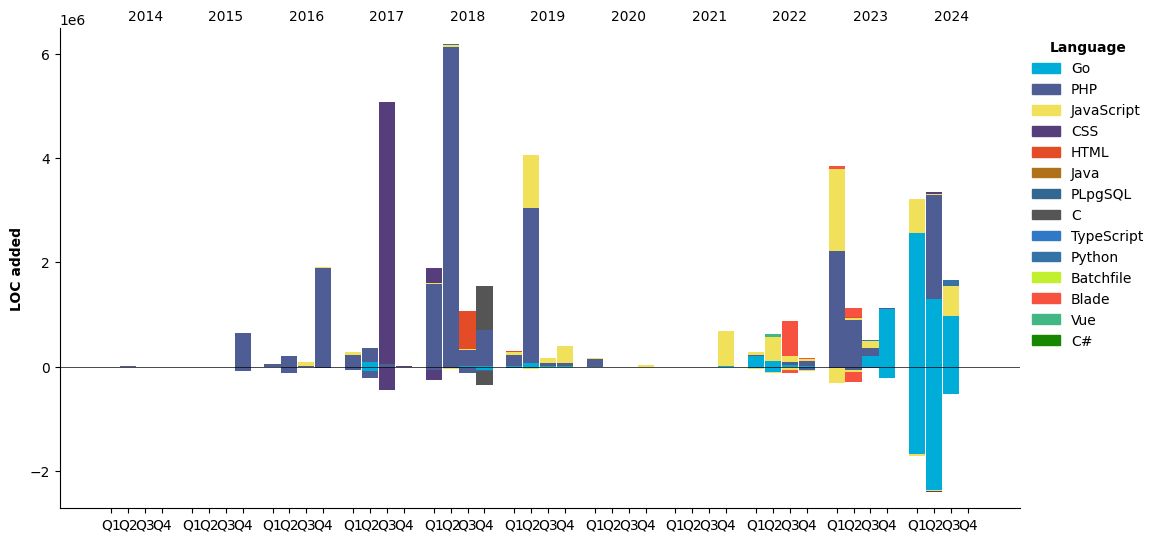 2014 2015 2016 2017 2018 2019 2020 2021 2022 2023 2024
1e6
6
4
2
0
−2
LOC added
Q1Q2Q3Q4 Q1Q2Q3Q4 Q1Q2Q3Q4 Q1Q2Q3Q4 Q1Q2Q3Q4 Q1Q2Q3Q4 Q1Q2Q3Q4 Q1Q2Q3Q4 Q1Q2Q3Q4 Q1Q2Q3Q4 Q1Q2Q3Q4
Language
Go
PHP
JavaScript
CSS
HTML
Java
PLpgSQL
C
TypeScript
Python
Batchfile
Blade
Vue
C#